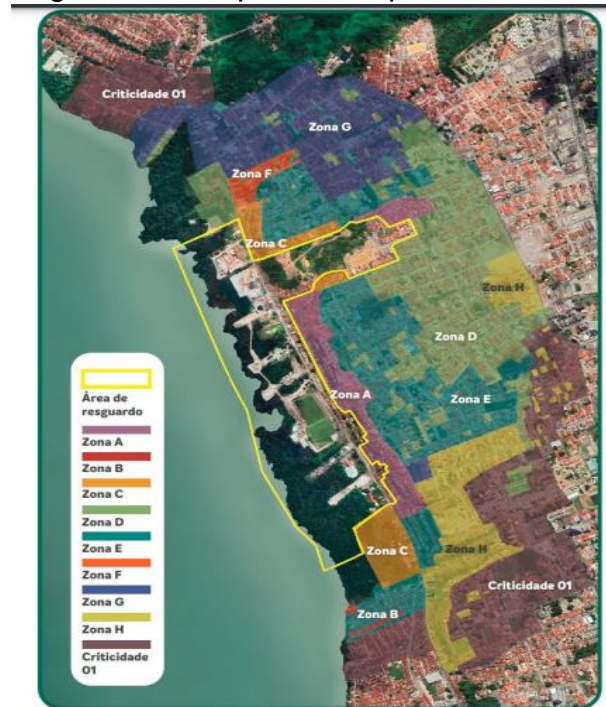 Criticidade 01
Zona G
Zona F
Zona C
Zona H
Zona D
Zona A
Zona E
Zona C
Zona H
Criticidade 01
Zona B
Área de
resguardo
Zona A
Zona B
Zona C
Zona D
Zona E
Zona F
Zona G
Zona H
Criticidade
01